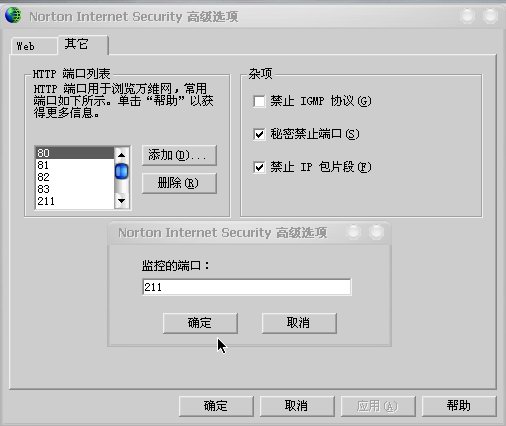 Norton Internet Security 高级选项
Web
其它
HTTP 端口列表
HTTP 端口用于浏览万维网，常用
端口如下所示。单击“帮助”以获
得更多信息。
80
81
82
83
211
添加(D)...
删除(R)
杂项
禁止 IGMP 协议(G)
秘密禁止端口(S)
禁止 IP 包片段(F)
Norton Internet Security 高级选项
监控的端口：
211
确定
取消
确定
取消
应用(A)
帮助